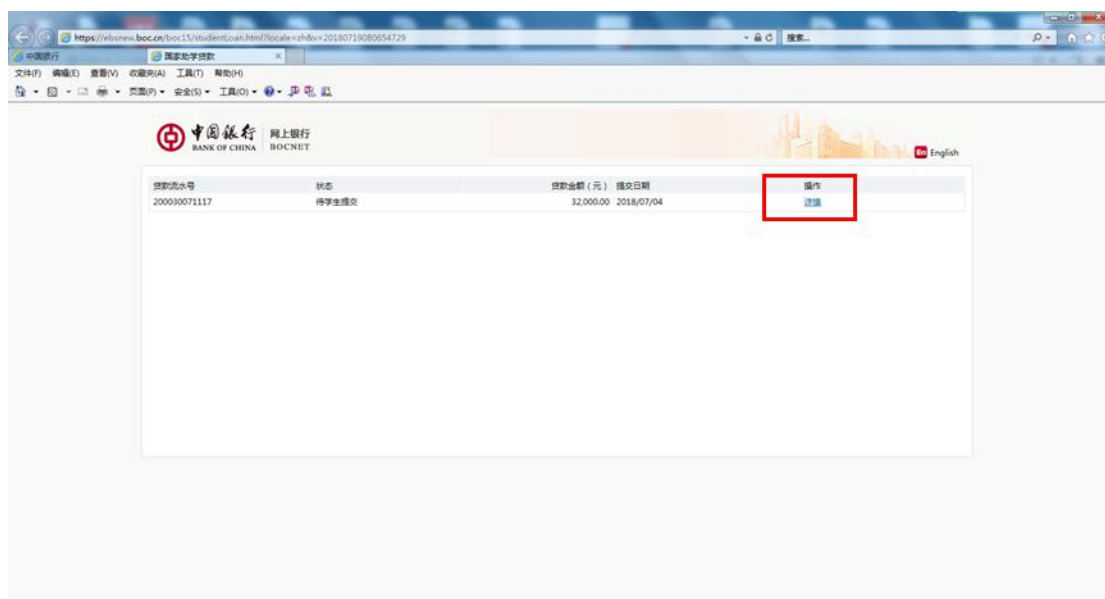 https://ebsnew.boc.cn/boc15/studentLoan.html?locale=zh&v=20180719080654729
搜索...
中国银行
国家助学贷款
文件(F) 编辑(E) 查看(V) 收藏夹(A) 工具(T) 帮助(H)
页面(P) 安全(S) 工具(O)
中国银行 网上银行
BANK OF CHINA BOCNET
En English
贷款流水号 状态 贷款金额（元） 提交日期 操作
200030071117 待学生提交 32,000.00 2018/07/04 详情